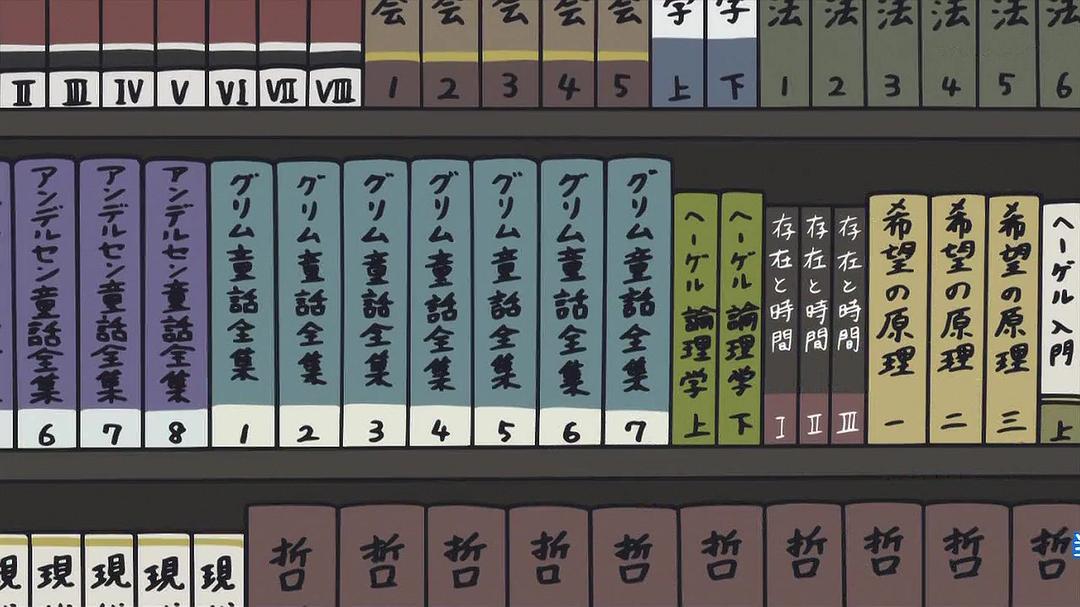 II
III
IV
V
VI
VII
VIII
会 1
会 2
会 3
会 4
会 5
学 上
学 下
法 1
法 2
法 3
法 4
法 5
法 6
アンデルセン童話全集 6
アンデルセン童話全集 7
アンデルセン童話全集 8
グリム童話全集 1
グリム童話全集 2
グリム童話全集 3
グリム童話全集 4
グリム童話全集 5
グリム童話全集 6
グリム童話全集 7
ヘーゲル論理学 上
ヘーゲル論理学 下
存在と時間 I
存在と時間 II
存在と時間 III
希望の原理 一
希望の原理 二
希望の原理 三
ヘーゲル入門
上
現
現
現
現
現
哲
哲
哲
哲
哲
哲
哲
哲
哲
哲